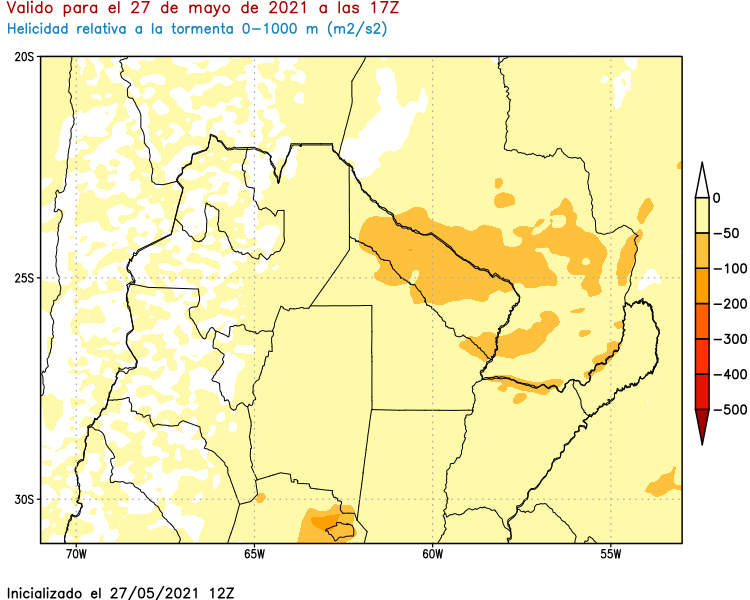 Valido para el 27 de mayo de 2021 a las 17Z
Helicidad relativa a la tormenta 0-1000 m (m2/s2)
20S
25S
30S
70W
65W
60W
55W
0
-50
-100
-200
-300
-400
-500
Inicializado el 27/05/2021 12Z